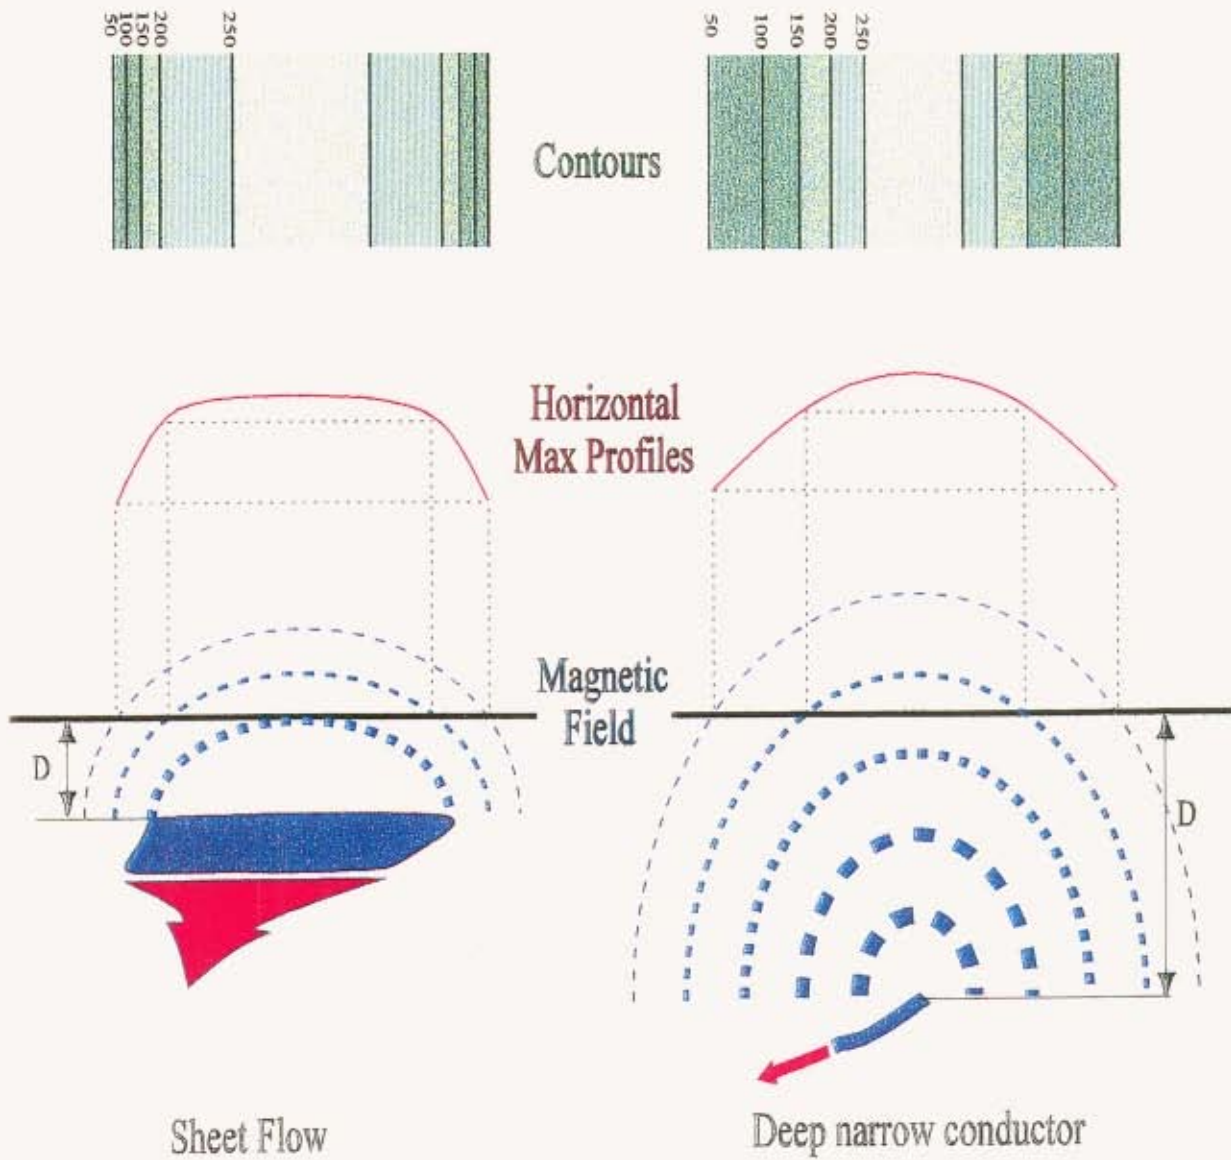 50 100 150 200 250
50 100 150 200 250
Contours
Horizontal
Max Profiles
Magnetic
Field
D
D
Sheet Flow
Deep narrow conductor